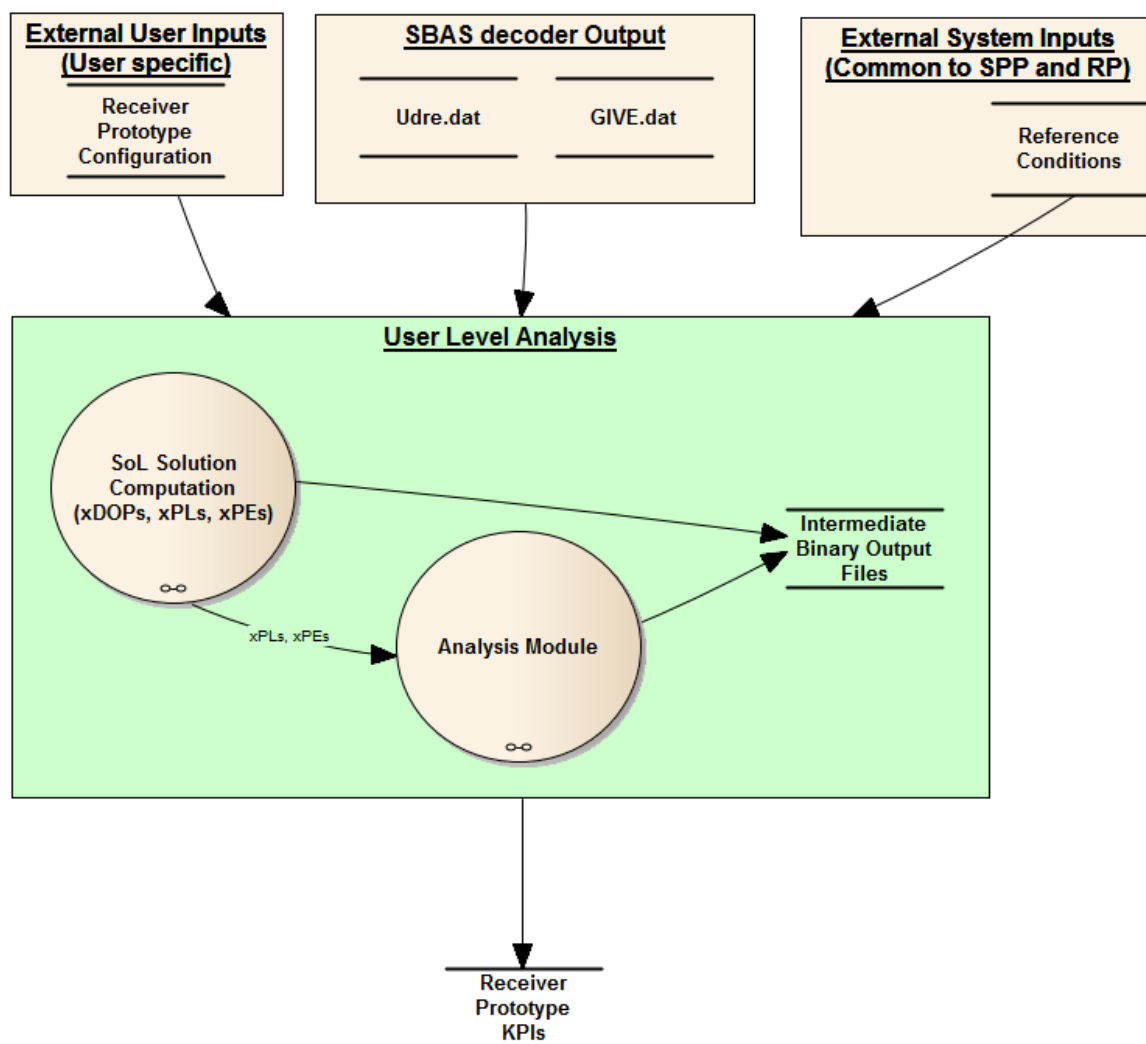 External User Inputs
(User specific)
Receiver
Prototype
Configuration
SBAS decoder Output
Udre.dat
GIVE.dat
External System Inputs
(Common to SPP and RP)
Reference
Conditions
User Level Analysis
SoL Solution
Computation
(xDOPs, xPLs, xPEs)
Intermediate
Binary Output
Files
xPLs, xPEs
Analysis Module
Receiver
Prototype
KPIs